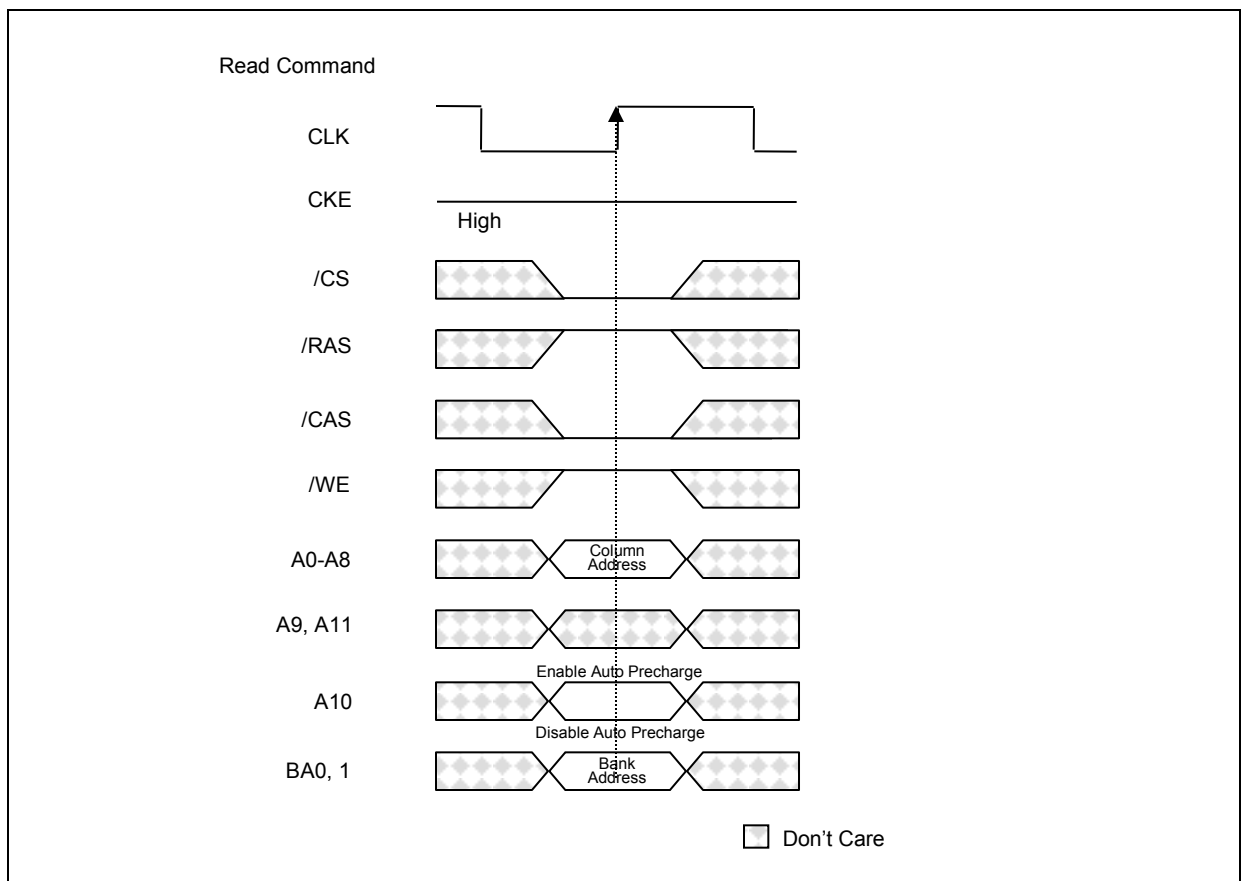 Read Command
CLK
CKE
High
/CS
/RAS
/CAS
/WE
A0-A8
Column
Address
A9, A11
Enable Auto Precharge
A10
Disable Auto Precharge
BA0, 1
Bank
Address
Don't Care